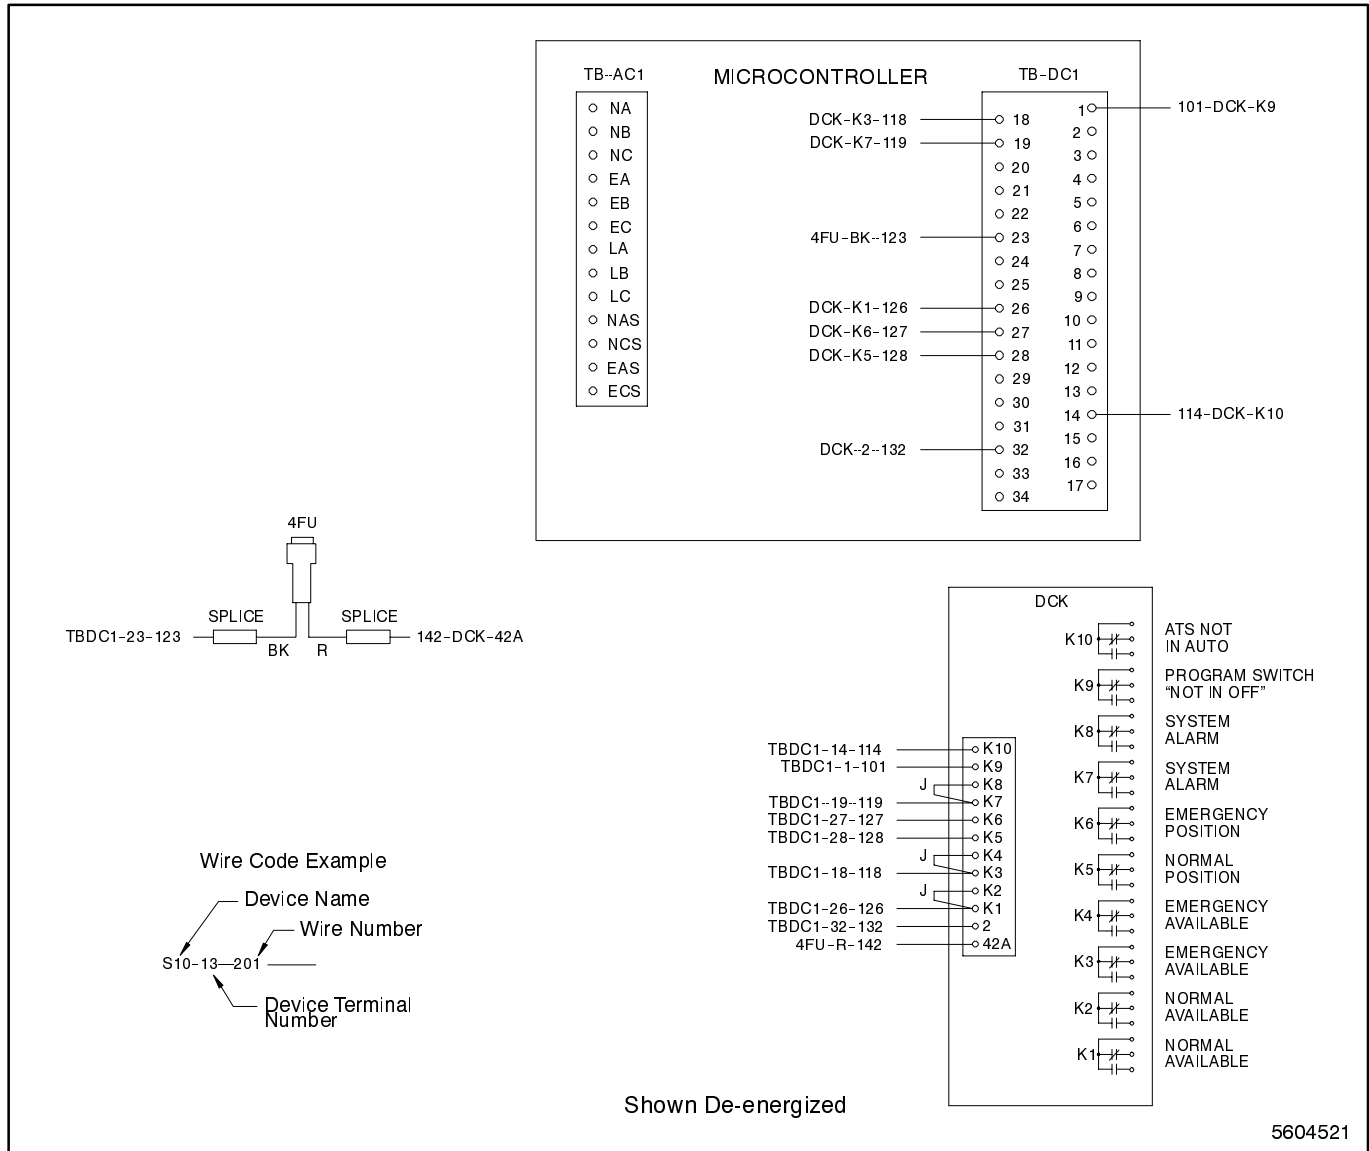 TB--AC1
MICROCONTROLLER
TB-DC1
NA
NB
NC
EA
EB
EC
LA
LB
LC
NAS
NCS
EAS
ECS
DCK-K3-118
DCK-K7-119
4FU-BK--123
DCK-K1-126
DCK-K6-127
DCK-K5-128
DCK--2--132
18
19
20
21
22
23
24
25
26
27
28
29
30
31
32
33
34
1
2
3
4
5
6
7
8
9
10
11
12
13
14
15
16
17
101-DCK-K9
114-DCK-K10
4FU
SPLICE
SPLICE
TBDC1-23-123
142-DCK-42A
BK
R
DCK
K10
ATS NOT
IN AUTO
K9
PROGRAM SWITCH
“NOT IN OFF”
K8
SYSTEM
ALARM
K7
SYSTEM
ALARM
K6
EMERGENCY
POSITION
K5
NORMAL
POSITION
K4
EMERGENCY
AVAILABLE
K3
EMERGENCY
AVAILABLE
K2
NORMAL
AVAILABLE
K1
NORMAL
AVAILABLE
TBDC1-14-114
K10
TBDC1-1-101
K9
J
K8
TBDC1--19--119
K7
TBDC1-27-127
K6
TBDC1-28-128
K5
J
K4
TBDC1-18-118
K3
J
K2
TBDC1-26-126
K1
TBDC1-32-132
2
4FU-R-142
42A
Wire Code Example
Device Name
Wire Number
S10-13—201
Device Terminal
Number
Shown De-energized
5604521